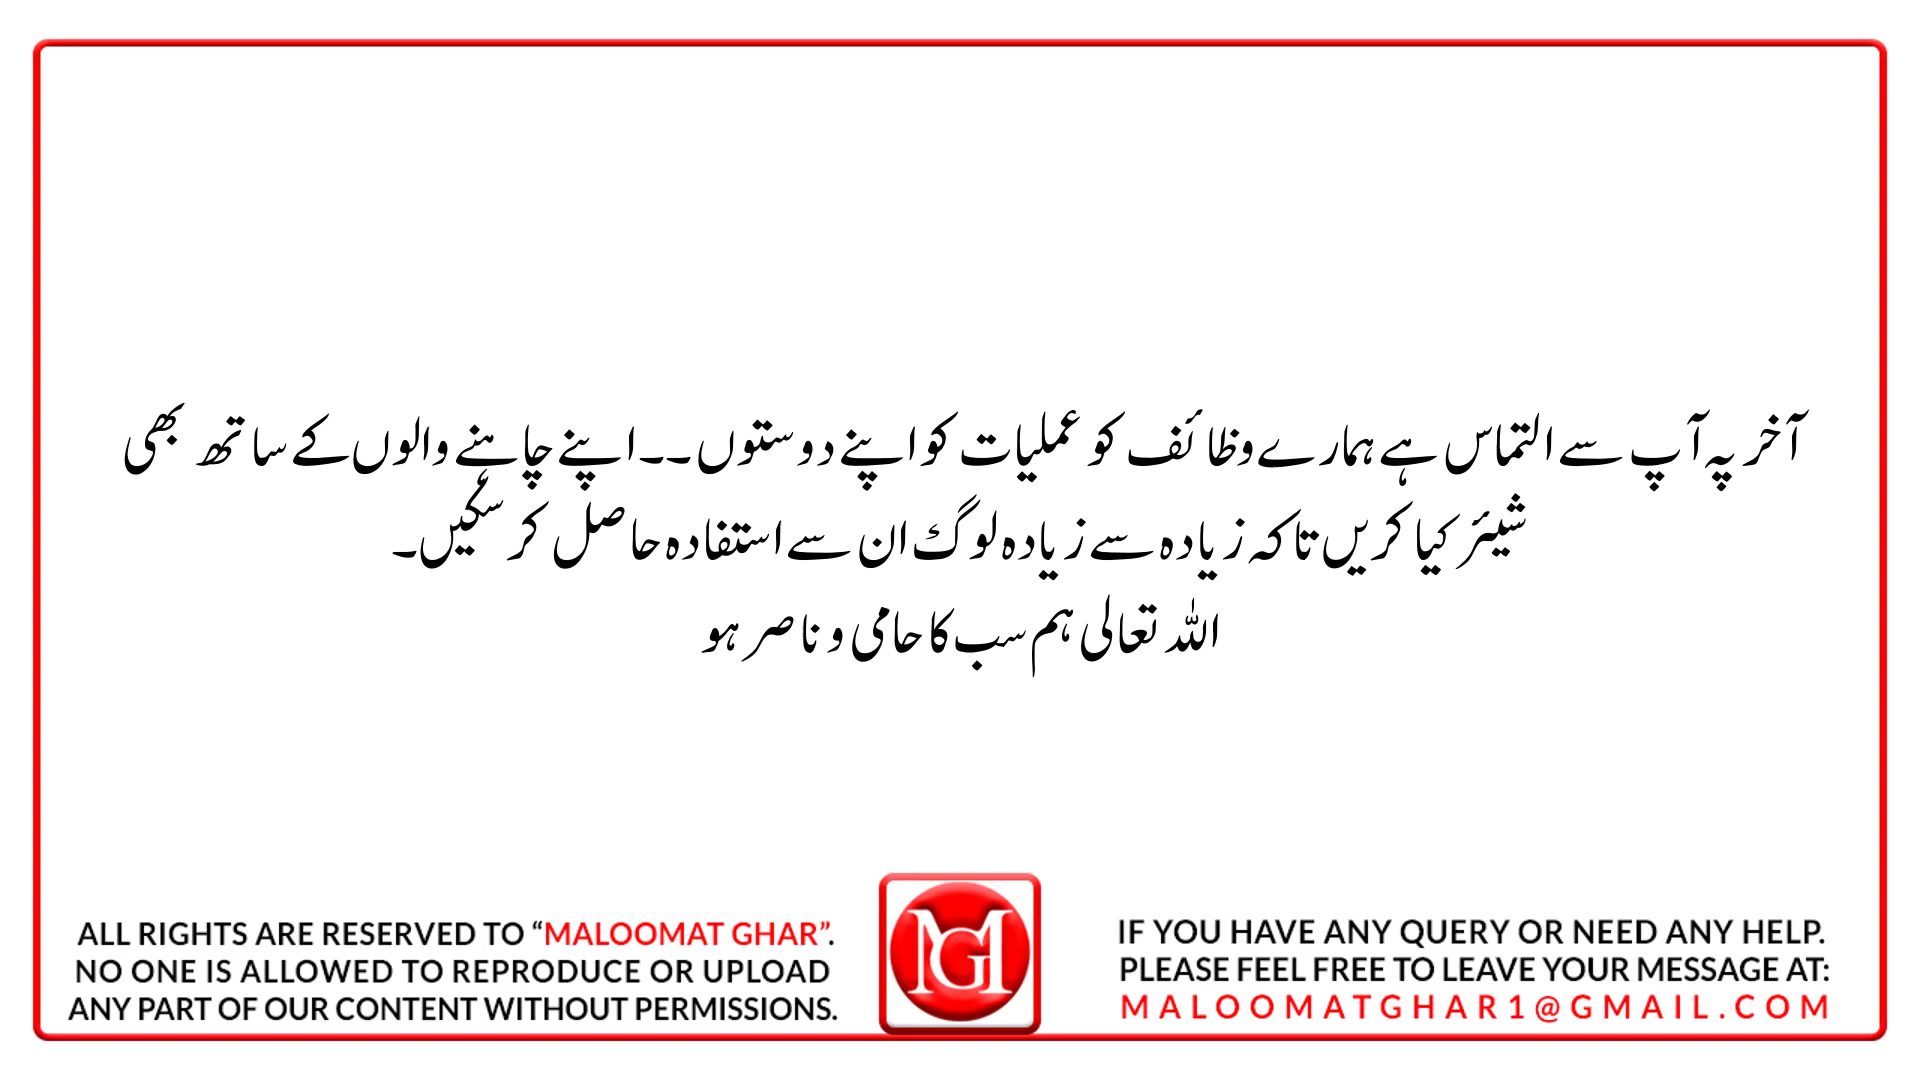 آخر پہ آپ سے التماس ہے ہمارے وظائف کو عملیات کو اپنے دوستوں۔۔اپنے چاہنے والوں کے ساتھ بھی
شیئر کیا کریں تاکہ زیادہ سے زیادہ لوگ ان سے استفادہ حاصل کر سکیں۔
اللہ تعالی ہم سب کا حامی و ناصر ہو
ALL RIGHTS ARE RESERVED TO “MALOOMAT GHAR”.
NO ONE IS ALLOWED TO REPRODUCE OR UPLOAD
ANY PART OF OUR CONTENT WITHOUT PERMISSIONS.
MG
IF YOU HAVE ANY QUERY OR NEED ANY HELP.
PLEASE FEEL FREE TO LEAVE YOUR MESSAGE AT:
MALOOMATGHAR1@GMAIL.COM